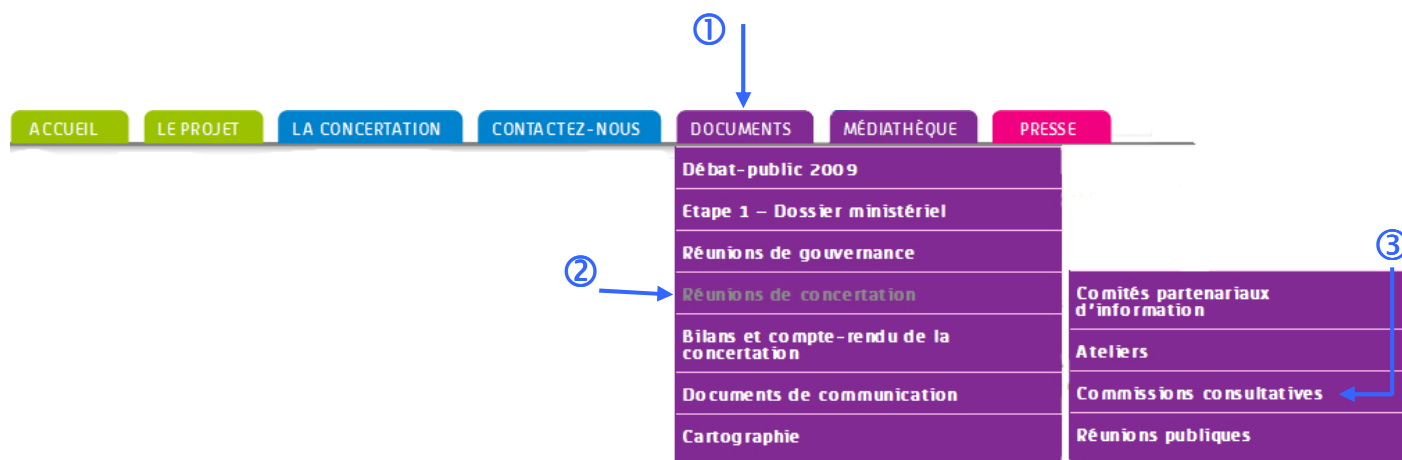 ①
ACCUEIL LE PROJET LA CONCERTATION CONTACTEZ-NOUS DOCUMENTS MÉDIATHÈQUE PRESSE
Débat-public 2009
Etape 1 – Dossier ministériel
Réunions de gouvernance
②
Réunions de concertation
Bilans et compte-rendu de la
concertation
Documents de communication
Cartographie
③
Comités partenariaux
d'information
Ateliers
Commissions consultatives
Réunions publiques